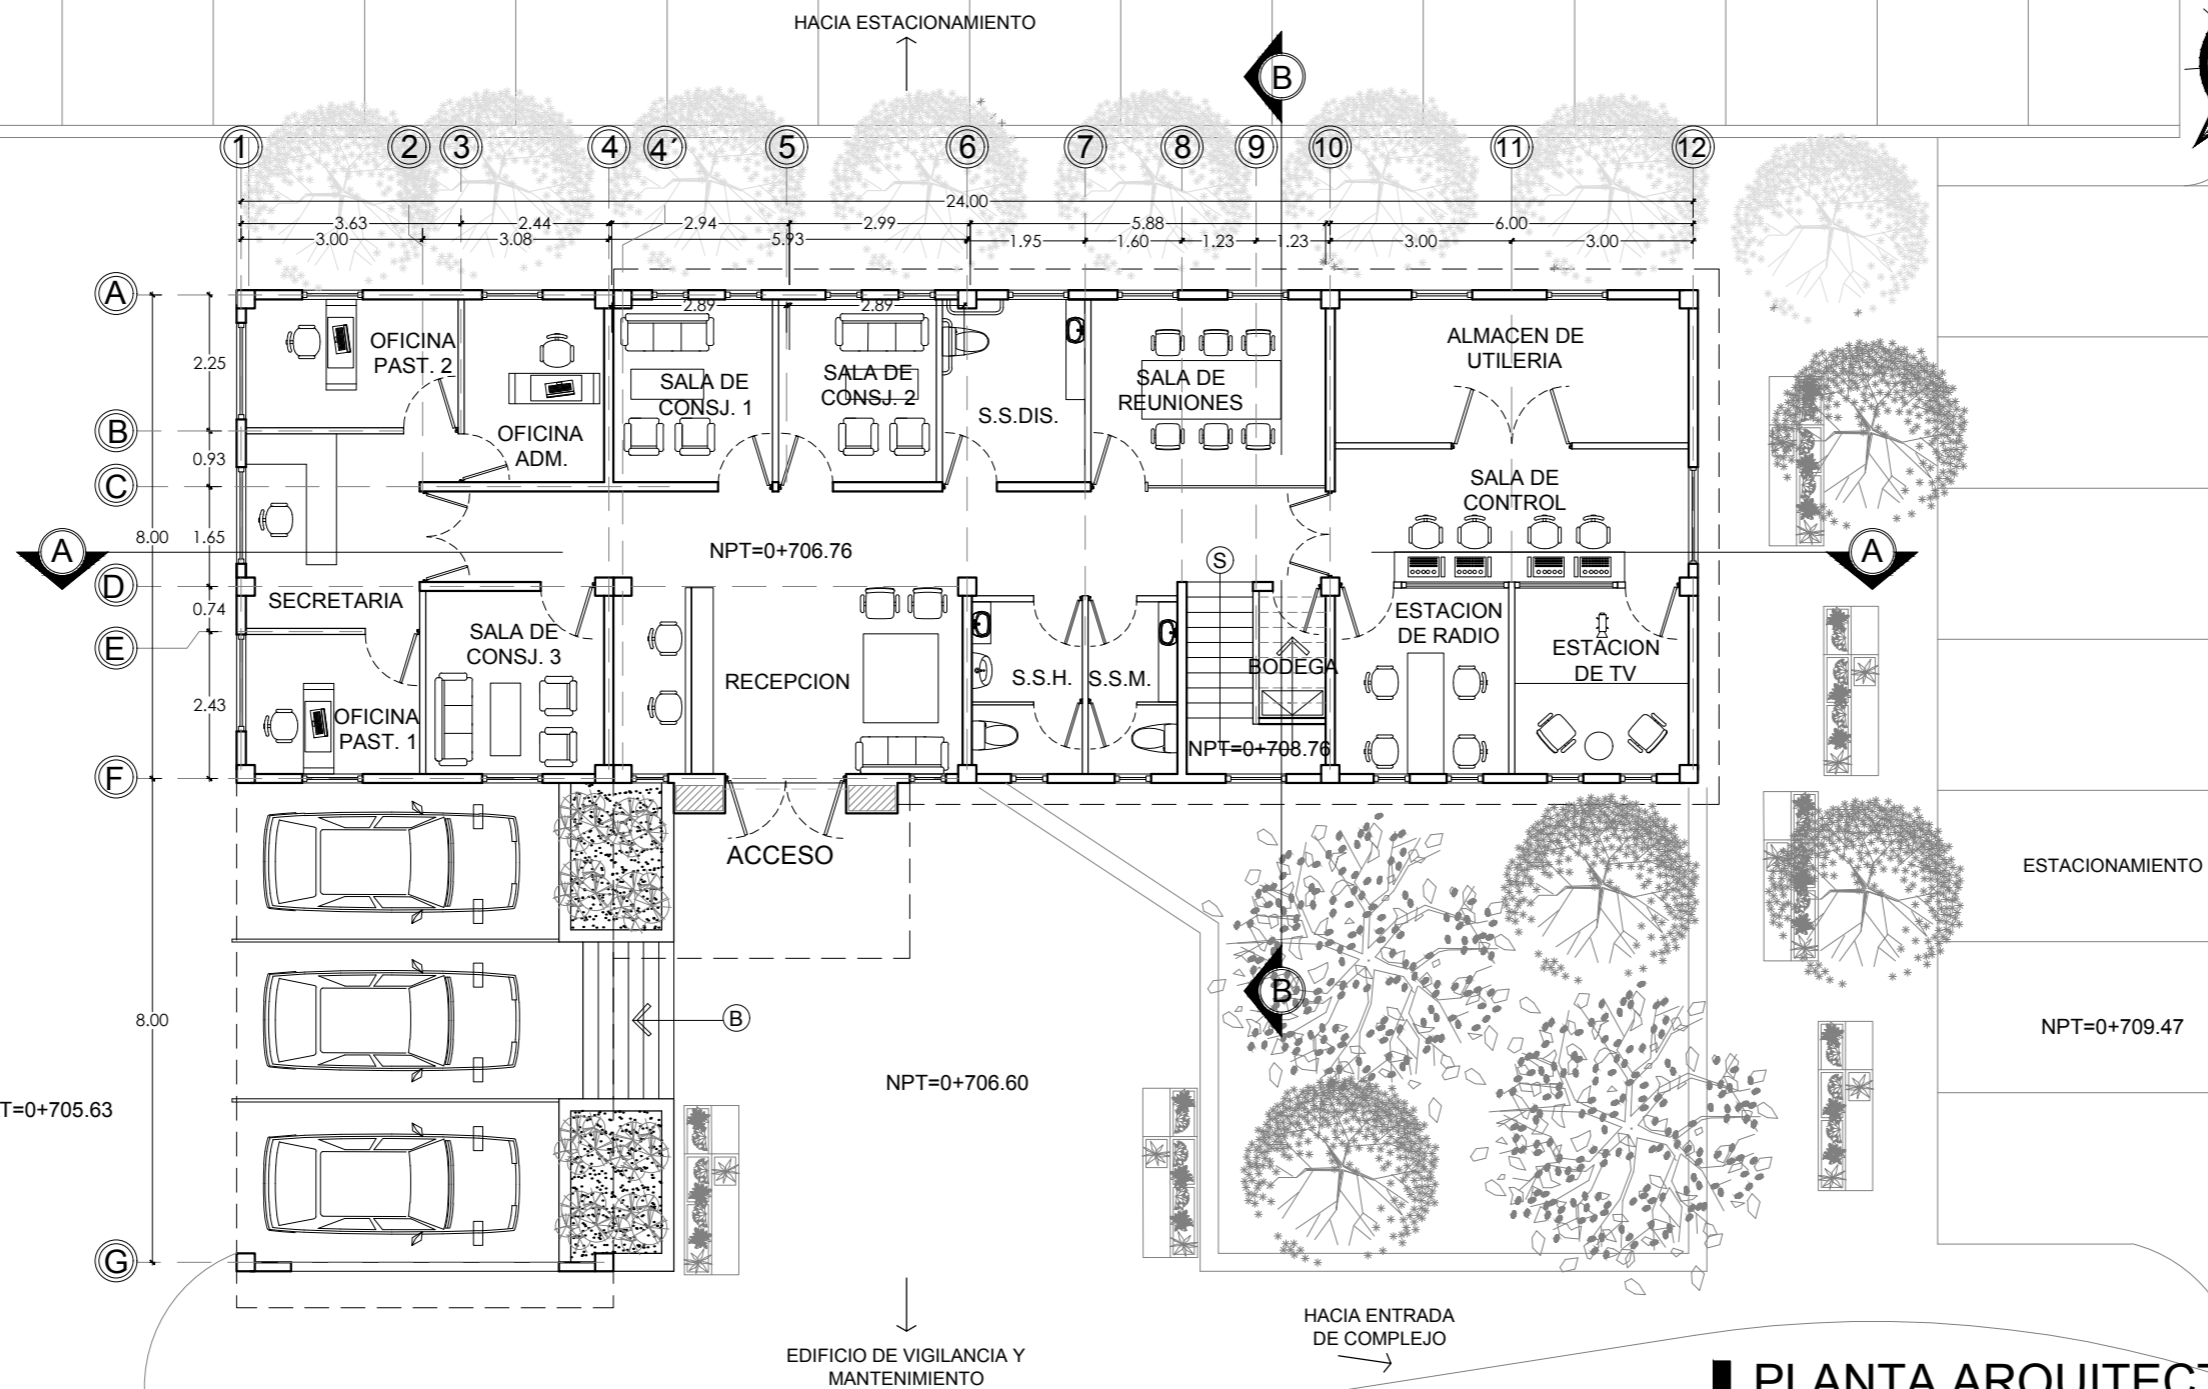 HACIA ESTACIONAMIENTO
B
1 2 3 4 4´ 5 6 7 8 9 10 11 12
24.00
3.63 2.44 2.94 2.99 5.88 6.00
3.00 3.08 5.93 1.95 1.60 1.23 1.23 3.00 3.00
A
2.89 2.89
OFICINA
PAST. 2
2.25
ALMACEN DE
UTILERIA
SALA DE
CONSJ. 1
SALA DE
CONSJ. 2
S.S.DIS.
SALA DE
REUNIONES
B
OFICINA
ADM.
0.93
C
SALA DE
CONTROL
8.00 1.65
A
NPT=0+706.76
S
A
D
SECRETARIA
0.74
E
SALA DE
CONSJ. 3
ESTACION
DE RADIO
ESTACION
DE TV
RECEPCION
S.S.H.
S.S.M.
BODEGA
2.43
OFICINA
PAST. 1
NPT=0+708.76
F
ACCESO
ESTACIONAMIENTO
B
8.00
B
NPT=0+709.47
NPT=0+706.60
T=0+705.63
G
HACIA ENTRADA
DE COMPLEJO
EDIFICIO DE VIGILANCIA Y
MANTENIMIENTO
PLANTA ARQUITECT